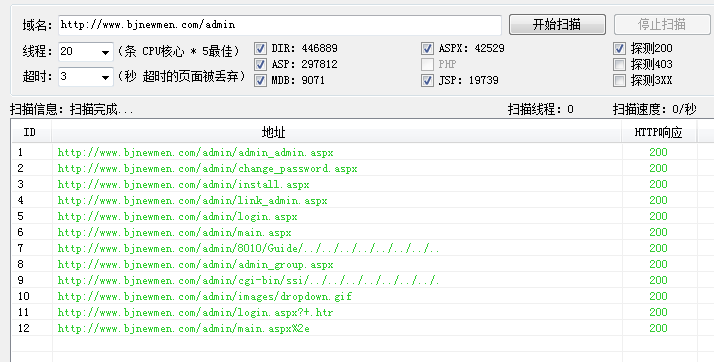 域名: http://www.bjnewmen.com/admin 开始扫描 停止扫描
线程: 20 (条 CPU核心 * 5最佳) DIR: 446889 ASPX: 42529 探测200
ASP: 297812 PHP 探测403
超时: 3 (秒 超时的页面被丢弃) MDB: 9071 JSP: 19739 探测3XX
扫描信息: 扫描完成... 扫描线程: 0 扫描速度: 0/秒
ID 地址 HTTP响应
1 http://www.bjnewmen.com/admin/admin_admin.aspx 200
2 http://www.bjnewmen.com/admin/change_password.aspx 200
3 http://www.bjnewmen.com/admin/install.aspx 200
4 http://www.bjnewmen.com/admin/link_admin.aspx 200
5 http://www.bjnewmen.com/admin/login.aspx 200
6 http://www.bjnewmen.com/admin/main.aspx 200
7 http://www.bjnewmen.com/admin/8010/Guide/../../../../../../../.. 200
8 http://www.bjnewmen.com/admin/admin_group.aspx 200
9 http://www.bjnewmen.com/admin/cgi-bin/ssi/../../../../../../../. 200
10 http://www.bjnewmen.com/admin/images/dropdown.gif 200
11 http://www.bjnewmen.com/admin/login.aspx?+.htr 200
12 http://www.bjnewmen.com/admin/main.aspx%2e 200